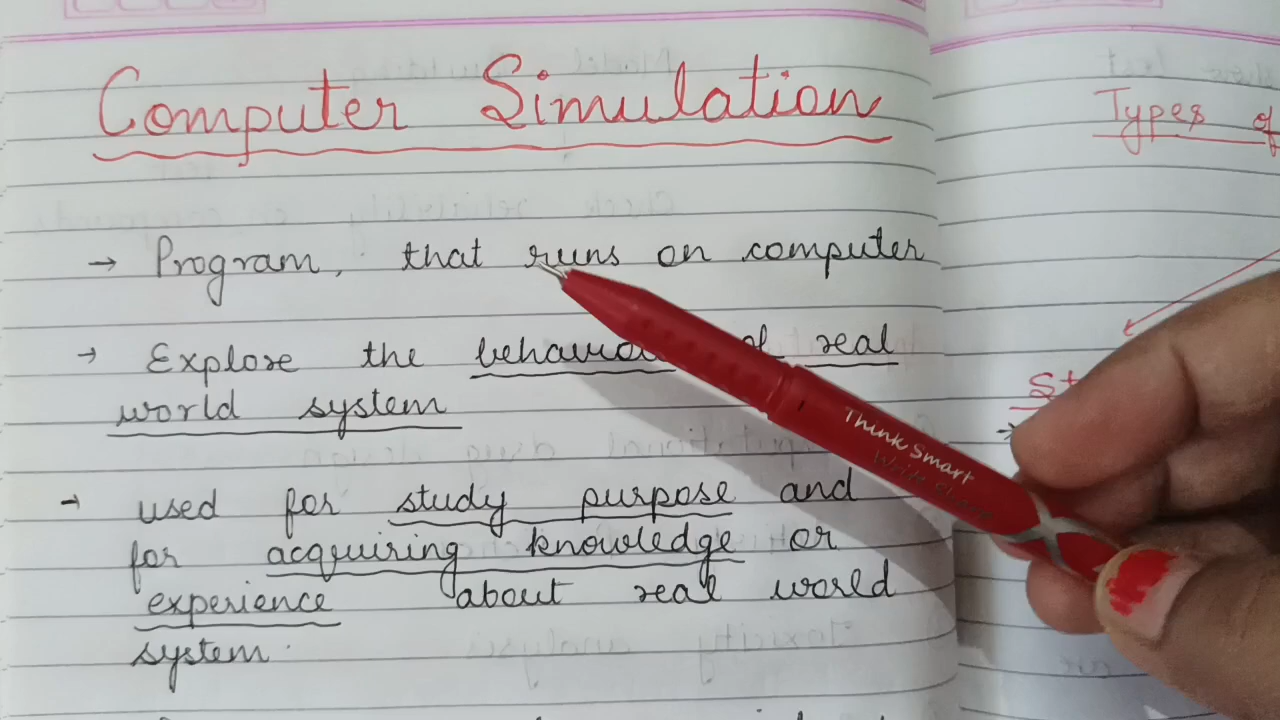 Computer Simulation
→ Program, that runs on computer
→ Explore the behaviour of real
world system
→ used for study purpose and
for acquiring knowledge or
experience about real world
system.
Types of
Think Smart